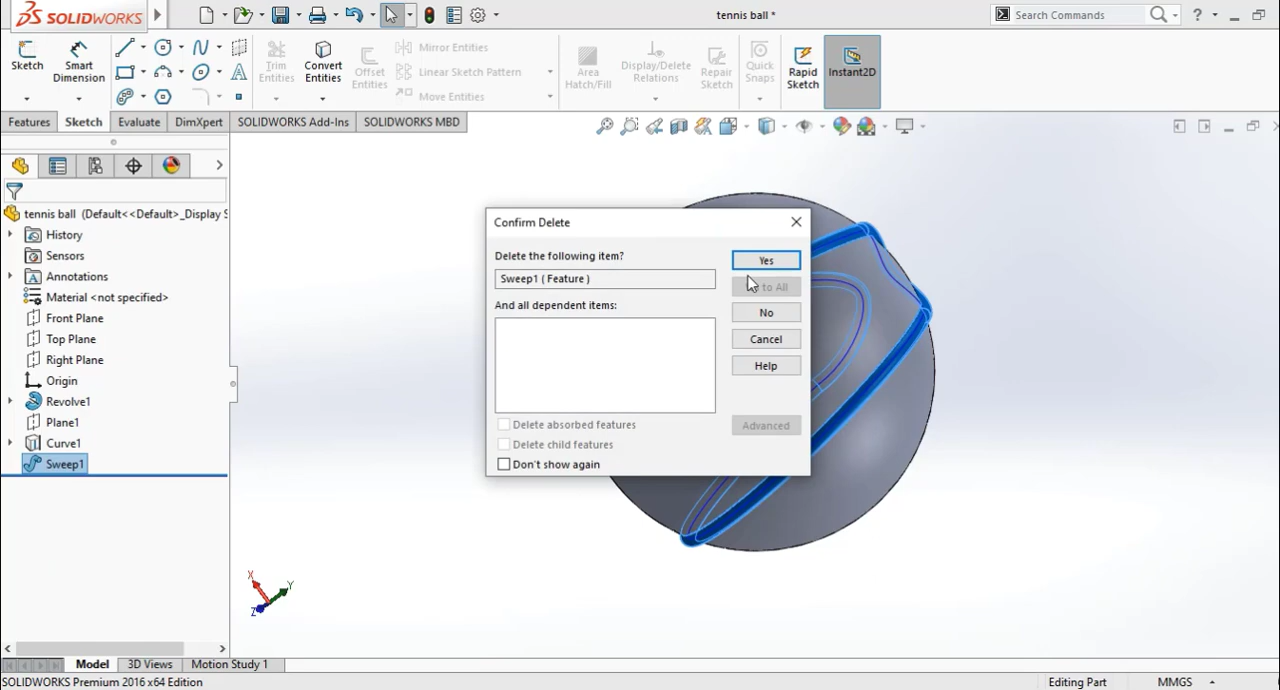 SOLIDWORKS
tennis ball *
Search Commands
Sketch
Smart Dimension
Trim Entities
Convert Entities
Offset Entities
Mirror Entities
Linear Sketch Pattern
Move Entities
Area Hatch/Fill
Display/Delete Relations
Repair Sketch
Quick Snaps
Rapid Sketch
Instant2D
Features
Sketch
Evaluate
DimXpert
SOLIDWORKS Add-Ins
SOLIDWORKS MBD
tennis ball (Default<<Default>_Display S
History
Sensors
Annotations
Material <not specified>
Front Plane
Top Plane
Right Plane
Origin
Revolve1
Plane1
Curve1
Sweep1
Confirm Delete
Delete the following item?
Sweep1 ( Feature )
And all dependent items:
Yes
to All
No
Cancel
Help
Advanced
Delete absorbed features
Delete child features
Don't show again
X
Y
Z
Model
3D Views
Motion Study 1
SOLIDWORKS Premium 2016 x64 Edition
Editing Part
MMGS